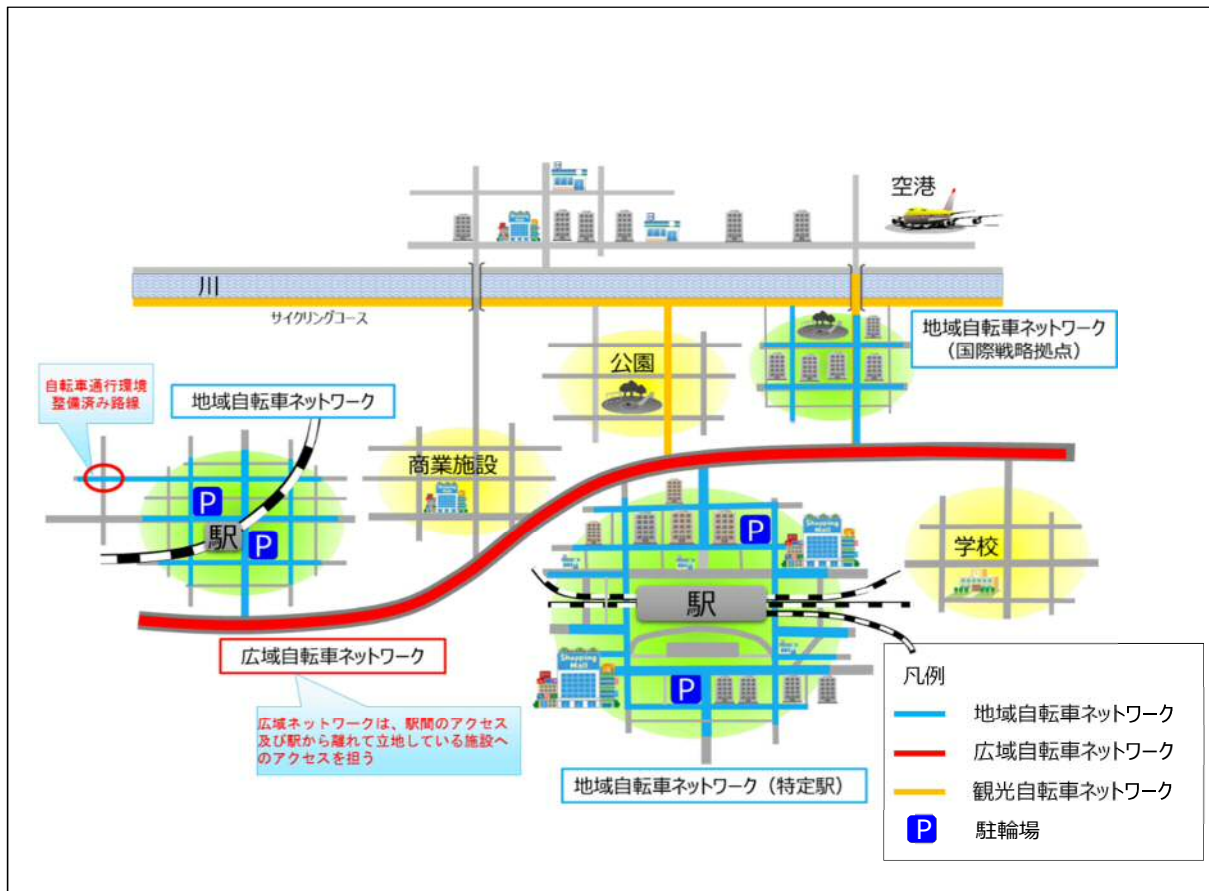 空港
川
サイクリングコース
地域自転車ネットワーク
（国際戦略拠点）
公園
自転車通行環境
整備済み路線
地域自転車ネットワーク
商業施設
P
駅
P
P
Shopping
Mall
学校
駅
広域自転車ネットワーク
Shopping
Mall
P
広域ネットワークは、駅間のアクセス
及び駅から離れて立地している施設へ
のアクセスを担う
地域自転車ネットワーク（特定駅）
凡例
地域自転車ネットワーク
広域自転車ネットワーク
観光自転車ネットワーク
P 駐輪場